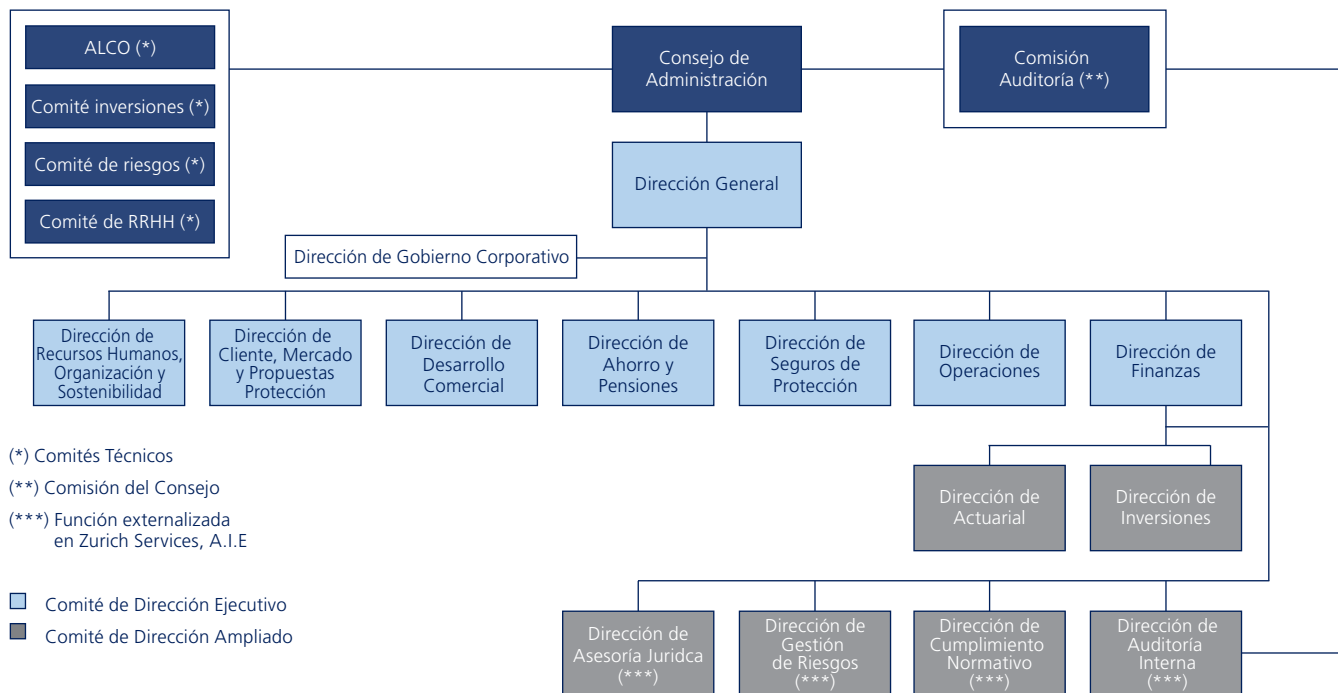 ALCO (*)
Comité inversiones (*)
Comité de riesgos (*)
Comité de RRHH (*)
Consejo de
Administración
Comisión
Auditoría (**)
Dirección General
Dirección de Gobierno Corporativo
Dirección de
Recursos Humanos,
Organización y
Sostenibilidad
Dirección de
Cliente, Mercado
y Propuestas
Protección
Dirección de
Desarrollo
Comercial
Dirección de
Ahorro y
Pensiones
Dirección de
Seguros de
Protección
Dirección de
Operaciones
Dirección de
Finanzas
(*) Comités Técnicos
(**) Comisión del Consejo
(***) Función externalizada
en Zurich Services, A.I.E
Comité de Dirección Ejecutivo
Comité de Dirección Ampliado
Dirección de
Actuarial
Dirección de
Inversiones
Dirección de
Asesoría Juridca
(***)
Dirección de
Gestión
de Riesgos
(***)
Dirección de
Cumplimiento
Normativo
(***)
Dirección de
Auditoría
Interna
(***)